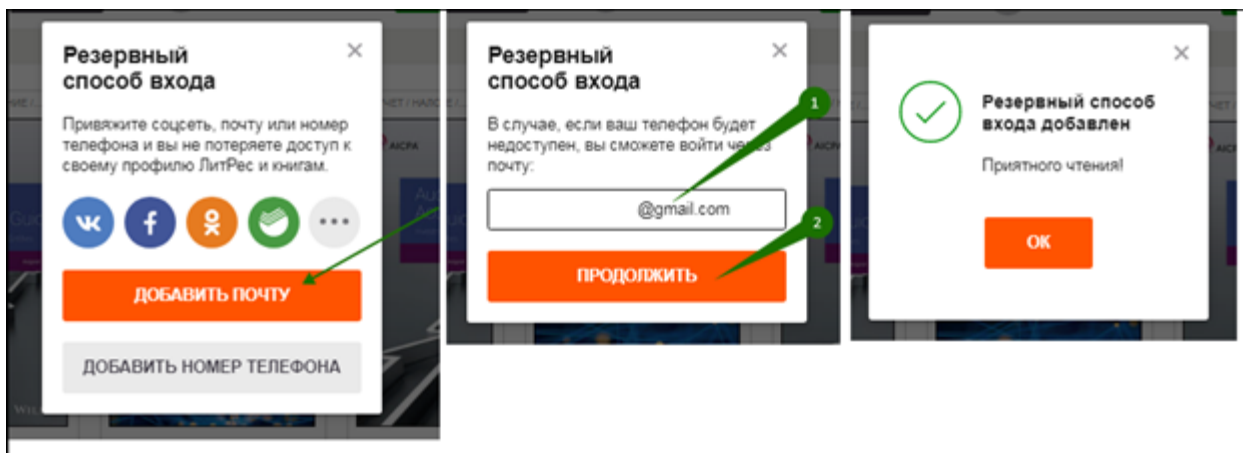 Резервный
способ входа
Привяжите соцсеть, почту или номер
телефона и вы не потеряете доступ к
своему профилю ЛитРес и книгам.
ДОБАВИТЬ ПОЧТУ
ДОБАВИТЬ НОМЕР ТЕЛЕФОНА
Резервный
способ входа
В случае, если ваш телефон будет
недоступен, вы сможете войти через
почту:
@gmail.com
ПРОДОЛЖИТЬ
1
2
Резервный способ
входа добавлен
Приятного чтения!
ОК
AICPA